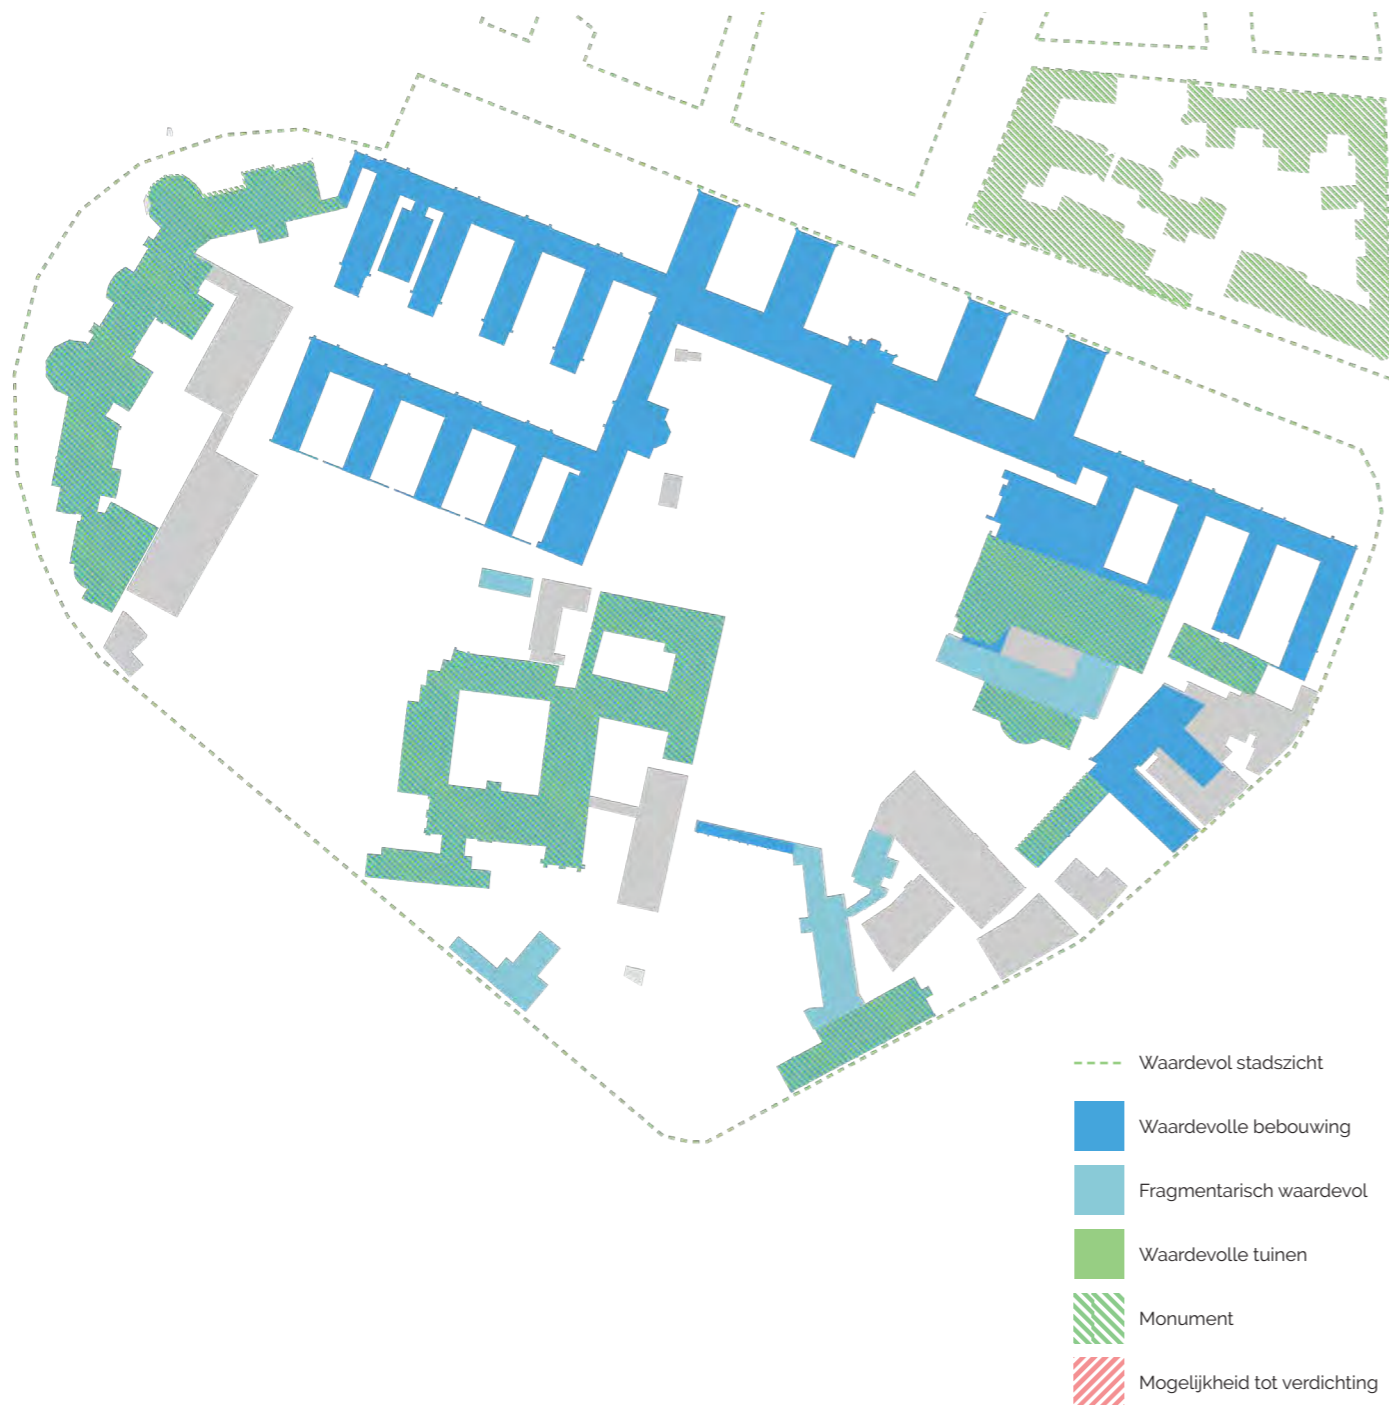 Waardevol stadszicht
Waardevolle bebouwing
Fragmentarisch waardevol
Waardevolle tuinen
Monument
Mogelijkheid tot verdichting